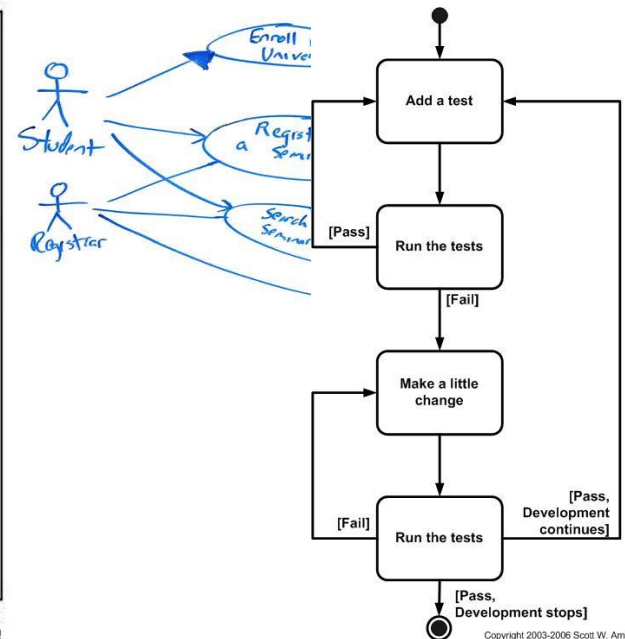 Enroll
Univer
Student
Regist
a Semi
Search
Seminar
Registrar
Add a test
[Pass]
Run the tests
[Fail]
Make a little
change
[Fail]
Run the tests
[Pass,
Development
continues]
[Pass,
Development stops]
Copyright 2003-2006 Scott W. Am